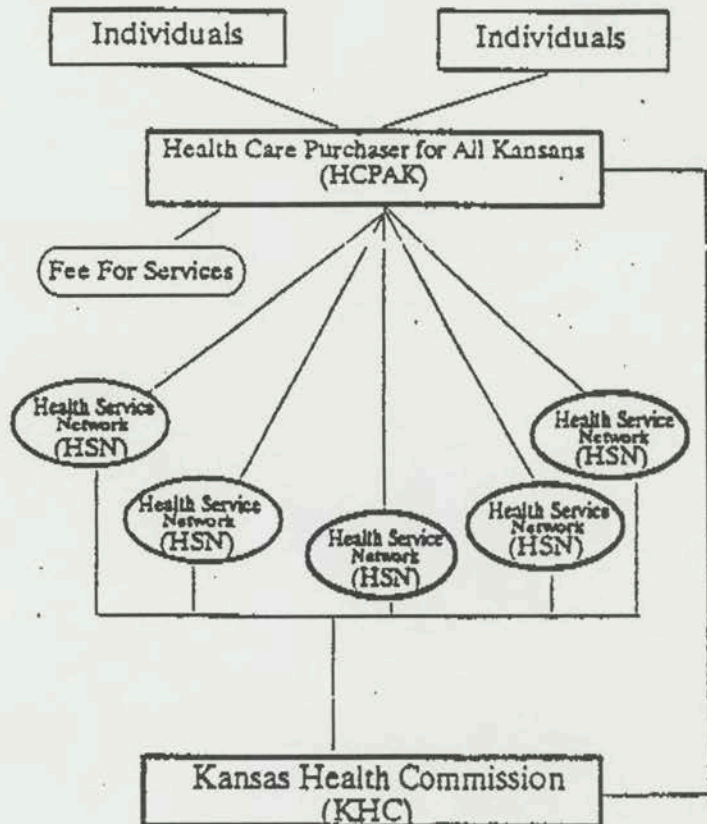 Individuals
Individuals
Health Care Purchaser for All Kansans
(HCPAK)
Fee For Services
Health Service
Network
(HSN)
Health Service
Network
(HSN)
Health Service
Network
(HSN)
Health Service
Network
(HSN)
Health Service
Network
(HSN)
Kansas Health Commission
(KHC)